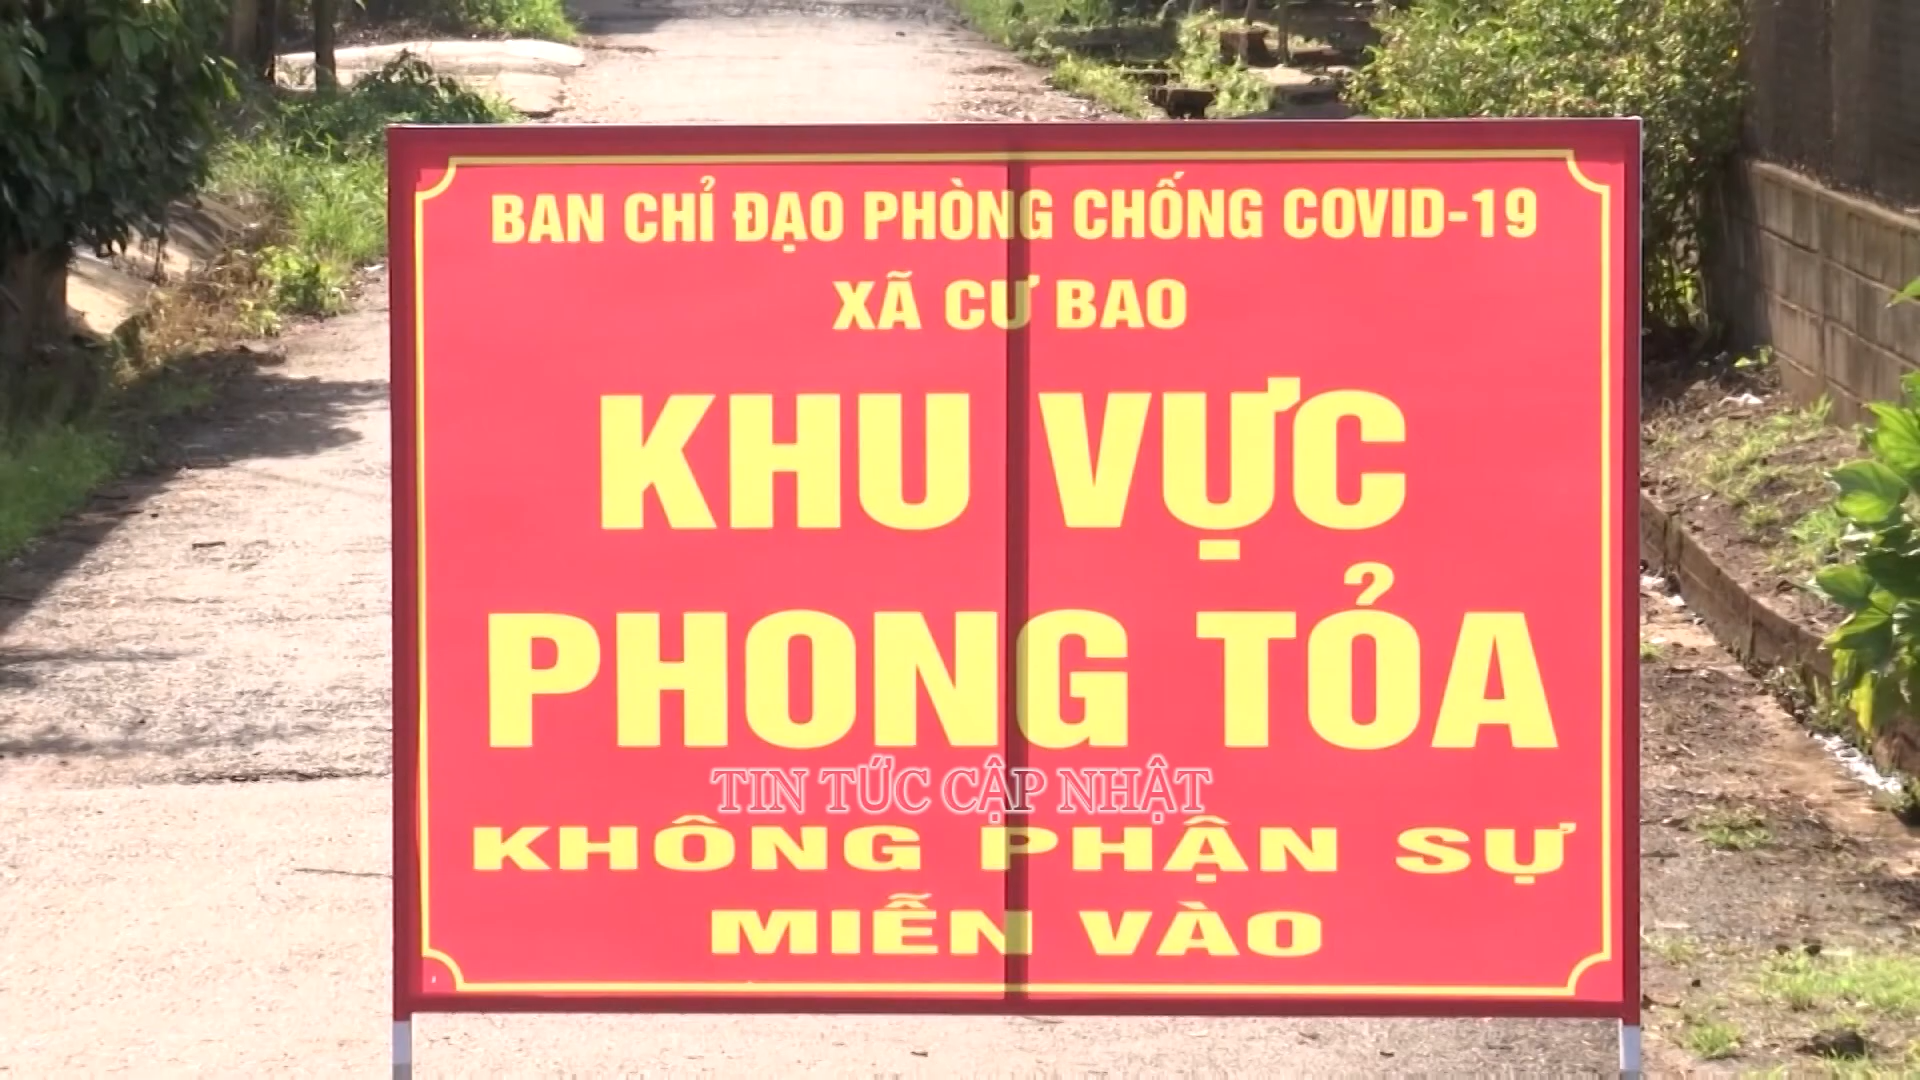 BAN CHỈ ĐẠO PHÒNG CHỐNG COVID-19
XÃ CƯ BAO
KHU VỰC
PHONG TỎA
TIN TỨC CẬP NHẬT
KHÔNG PHẬN SỰ
MIỄN VÀO